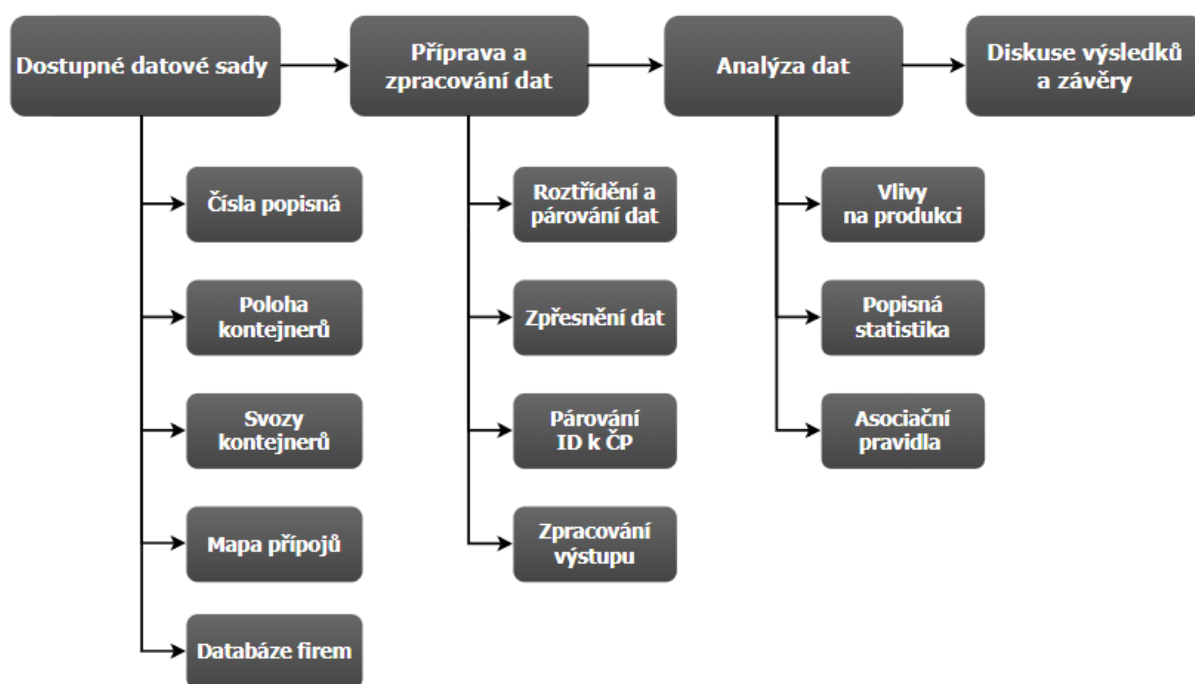 Dostupné datové sady
Příprava a
zpracování dat
Analýza dat
Diskuse výsledků
a závěry
Čísla popisná
Poloha
kontejnerů
Svozy
kontejnerů
Mapa přípojů
Databáze firem
Roztřídění a
párování dat
Zpřesnění dat
Párování
ID k ČP
Zpracování
výstupu
Vlivy
na produkci
Popisná
statistika
Asociační
pravidla